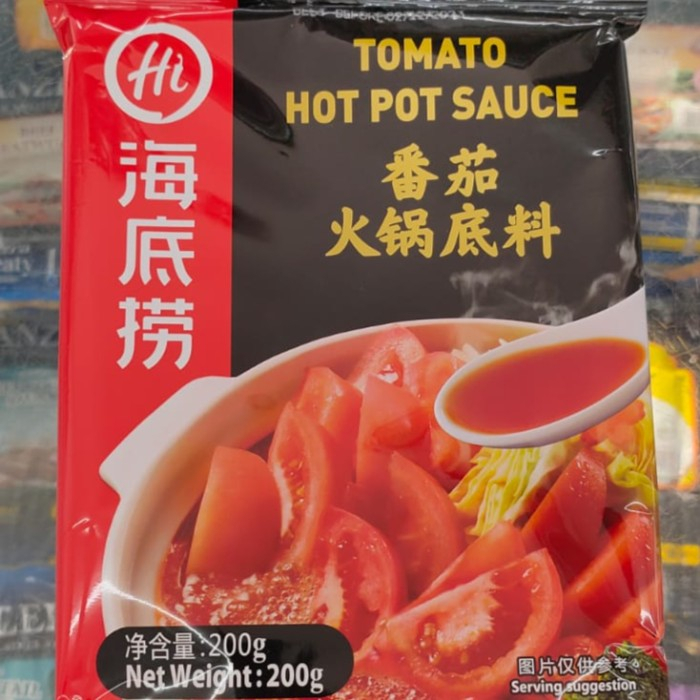 Hi
海底捞
TOMATO
HOT POT SAUCE
番茄
火锅底料
净含量:200g
Net Weight:200g
图片仅供参考。
Serving suggestion